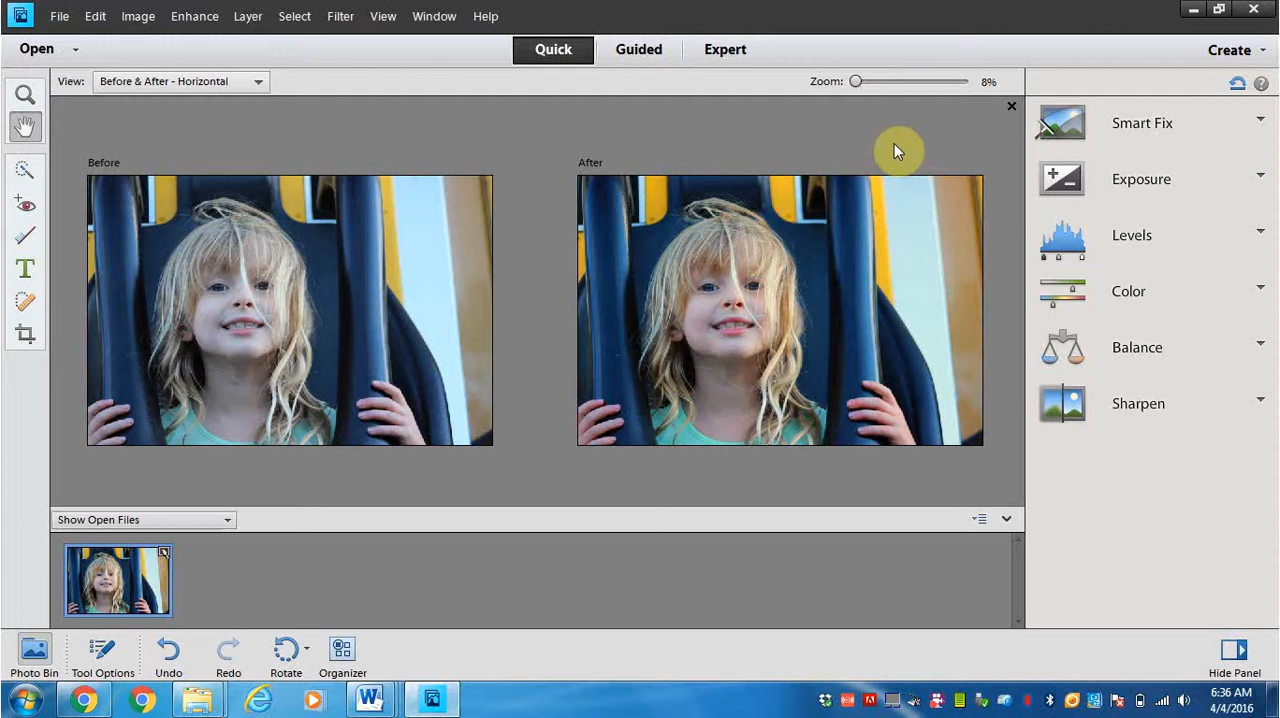 File Edit Image Enhance Layer Select Filter View Window Help
Open Quick Guided Expert Create
View: Before & After - Horizontal Zoom: 8%
Smart Fix
Before After
Exposure
Levels
Color
Balance
Sharpen
Show Open Files
T
Photo Bin Tool Options Undo Redo Rotate Organizer Hide Panel
6:36 AM
4/4/2016